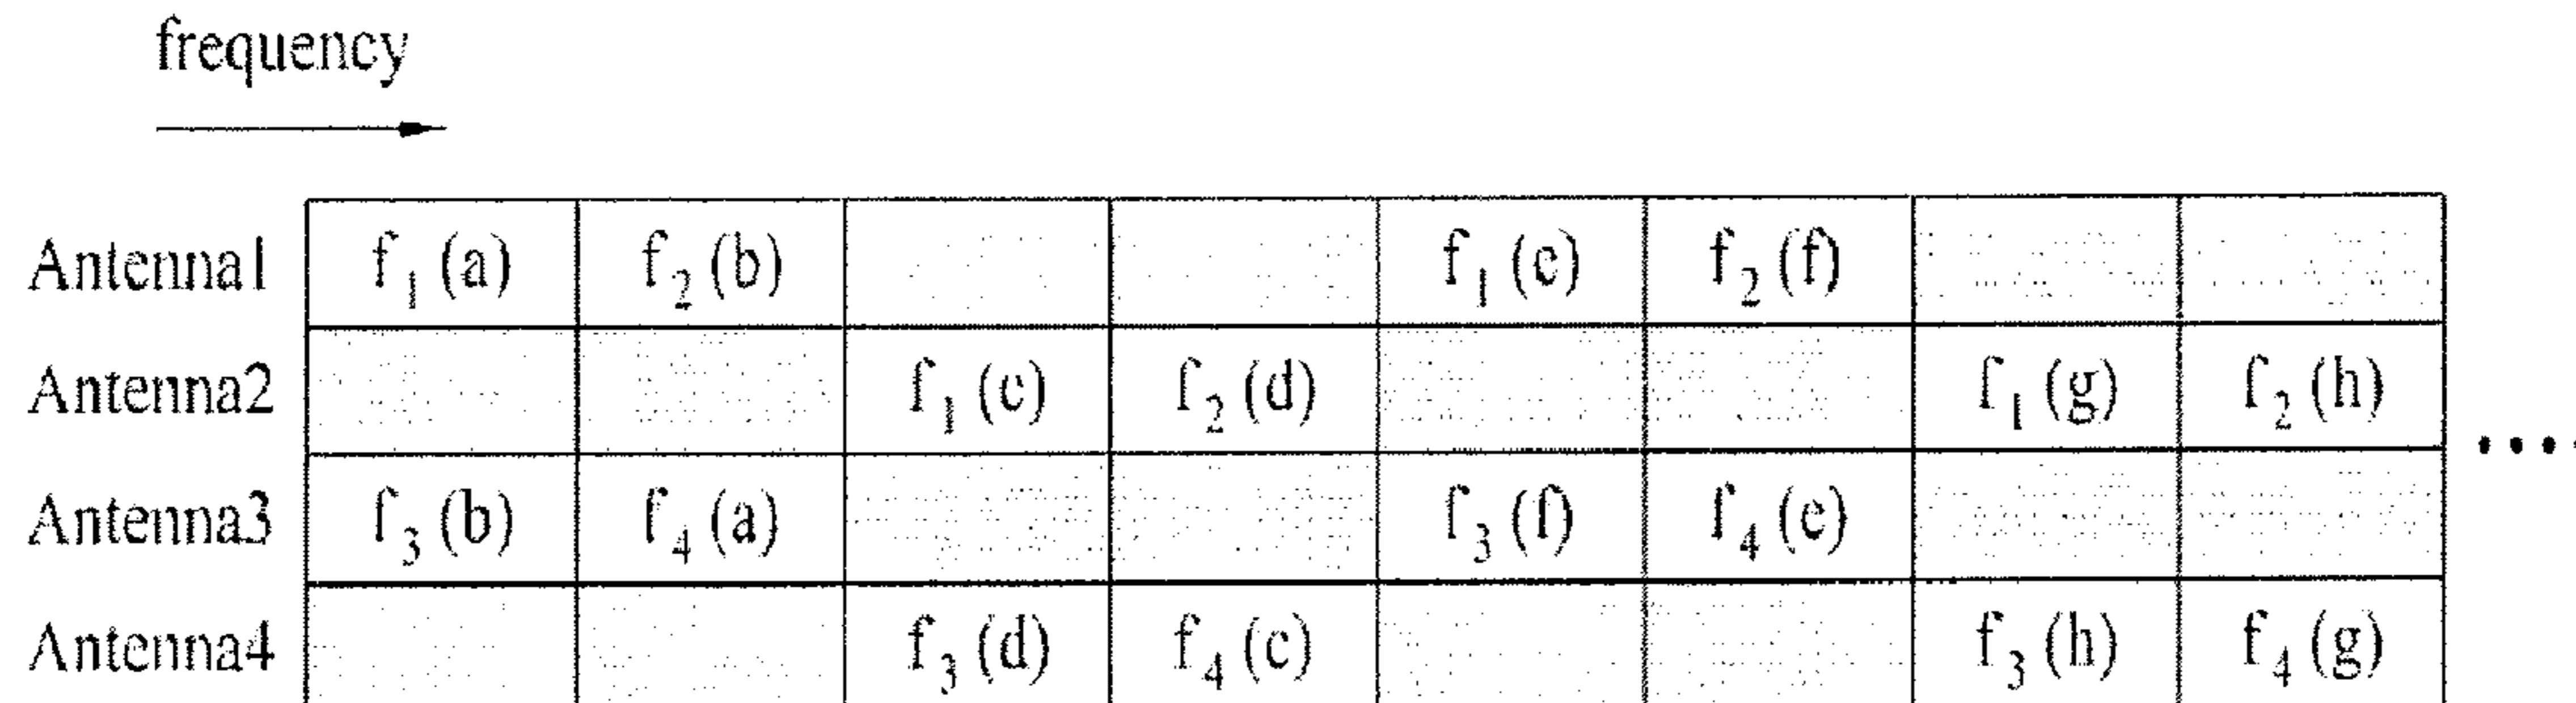 frequency
Antenna1 f1(a) f2(b) f1(e) f2(f)
Antenna2 f1(c) f2(d) f1(g) f2(h)
Antenna3 f3(b) f4(a) f3(f) f4(e)
Antenna4 f3(d) f4(c) f3(h) f4(g)
....